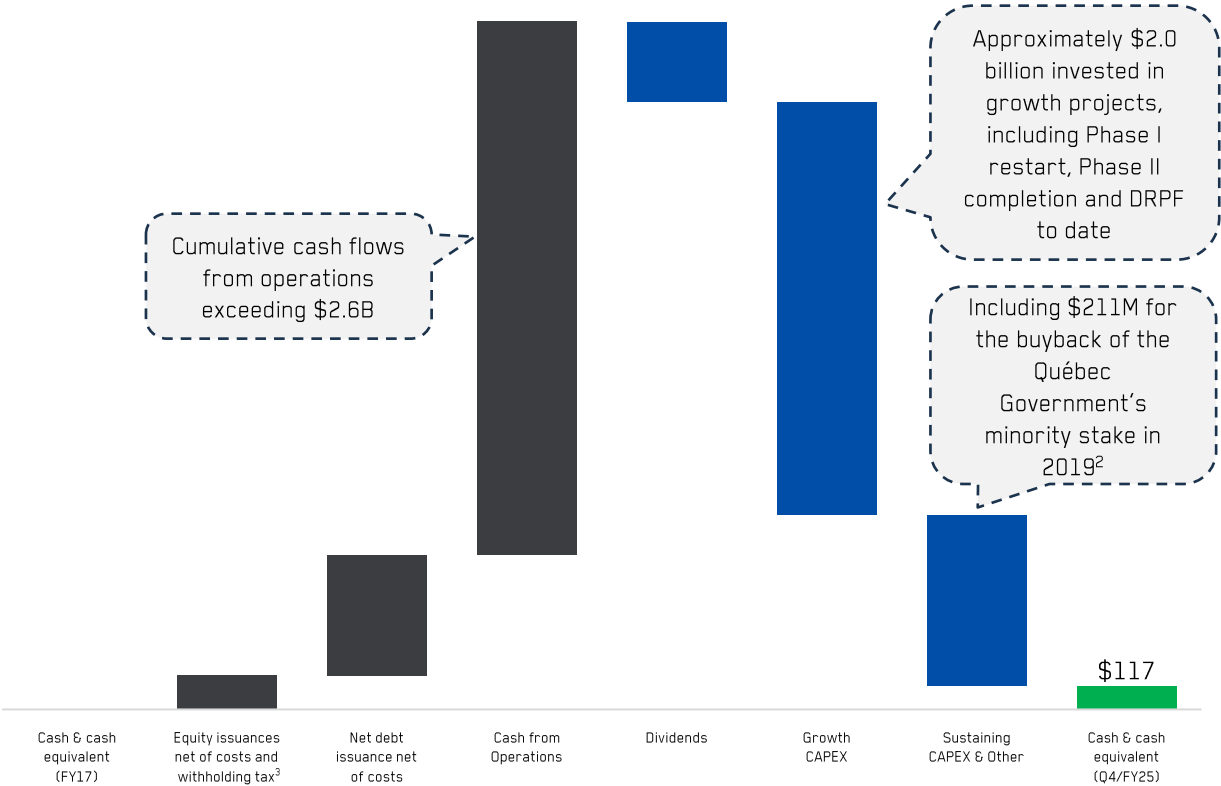 Approximately $2.0
billion invested in
growth projects,
including Phase I
restart, Phase II
completion and DRPF
to date
Cumulative cash flows
from operations
exceeding $2.6B
Including $211M for
the buyback of the
Québec
Government's
minority stake in
2019²
$117
Cash & cash
equivalent
(FY17)
Equity issuances
net of costs and
withholding tax³
Net debt
issuance net
of costs
Cash from
Operations
Dividends
Growth
CAPEX
Sustaining
CAPEX & Other
Cash & cash
equivalent
(Q4/FY25)